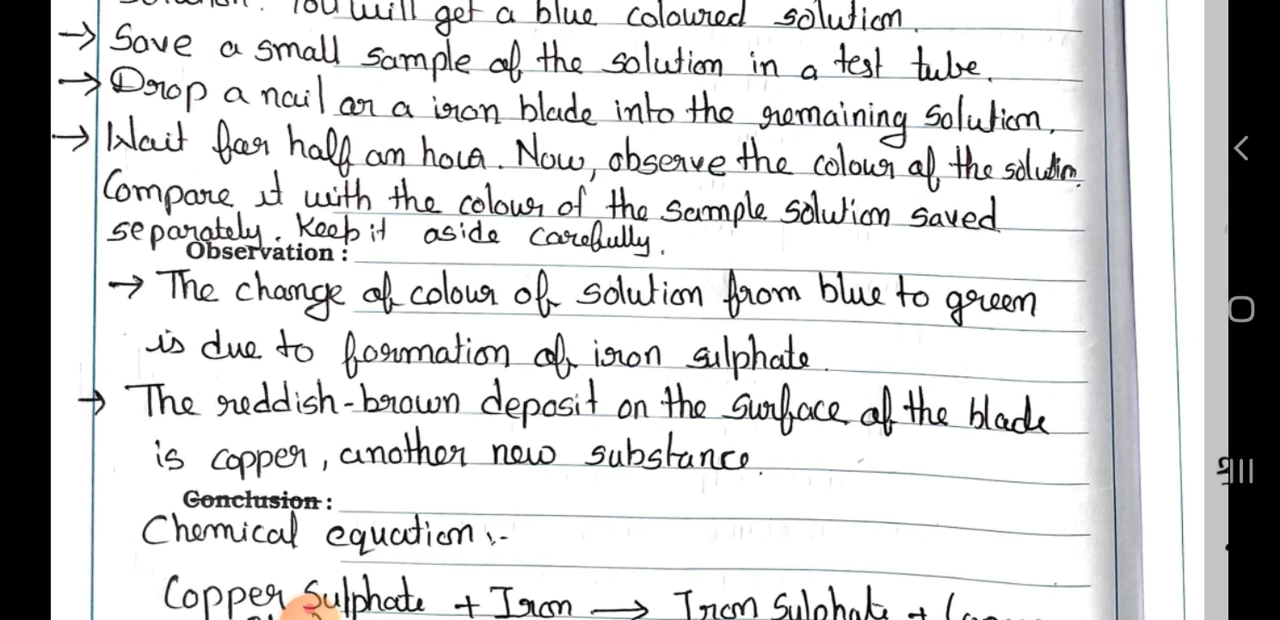 You will get a blue coloured solution.
→ Save a small sample of the solution in a test tube.
→ Drop a nail or a iron blade into the remaining solution.
→ Wait for half an hour. Now, observe the colour of the solution.
Compare it with the colour of the sample solution saved
separately. Keep it aside carefully.
Observation :
→ The change of colour of solution from blue to green
is due to formation of iron sulphate.
→ The reddish-brown deposit on the surface of the blade
is copper, another new substance.
Conclusion :
Chemical equation :-
Copper Sulphate + Iron → Iron Sulphate +